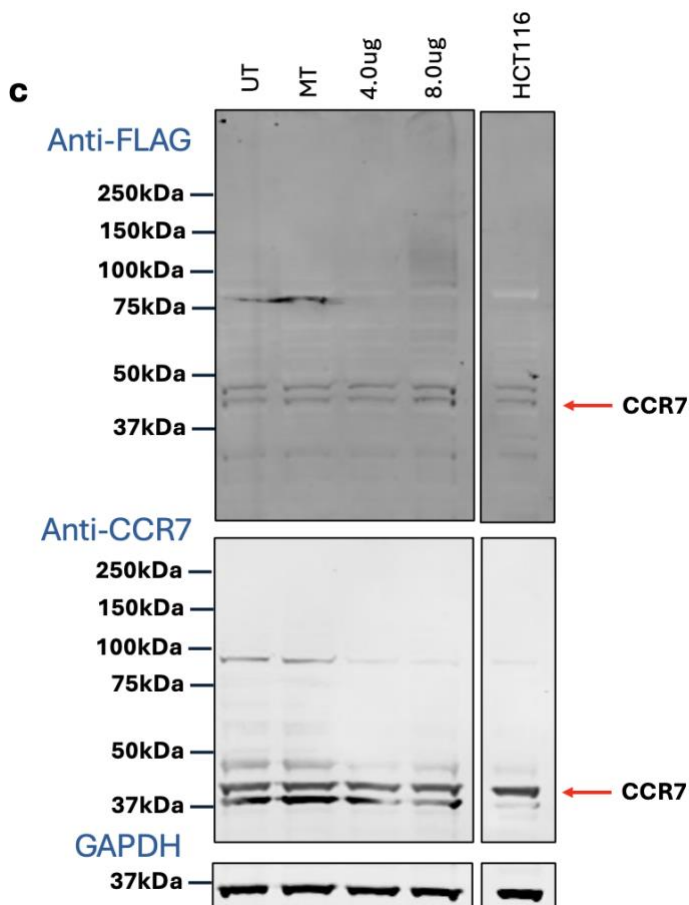 c
UT MT 4.0ug 8.0ug HCT116
Anti-FLAG
250kDa
150kDa
100kDa
75kDa
50kDa
CCR7
37kDa
Anti-CCR7
250kDa
150kDa
100kDa
75kDa
50kDa
CCR7
37kDa
GAPDH
37kDa